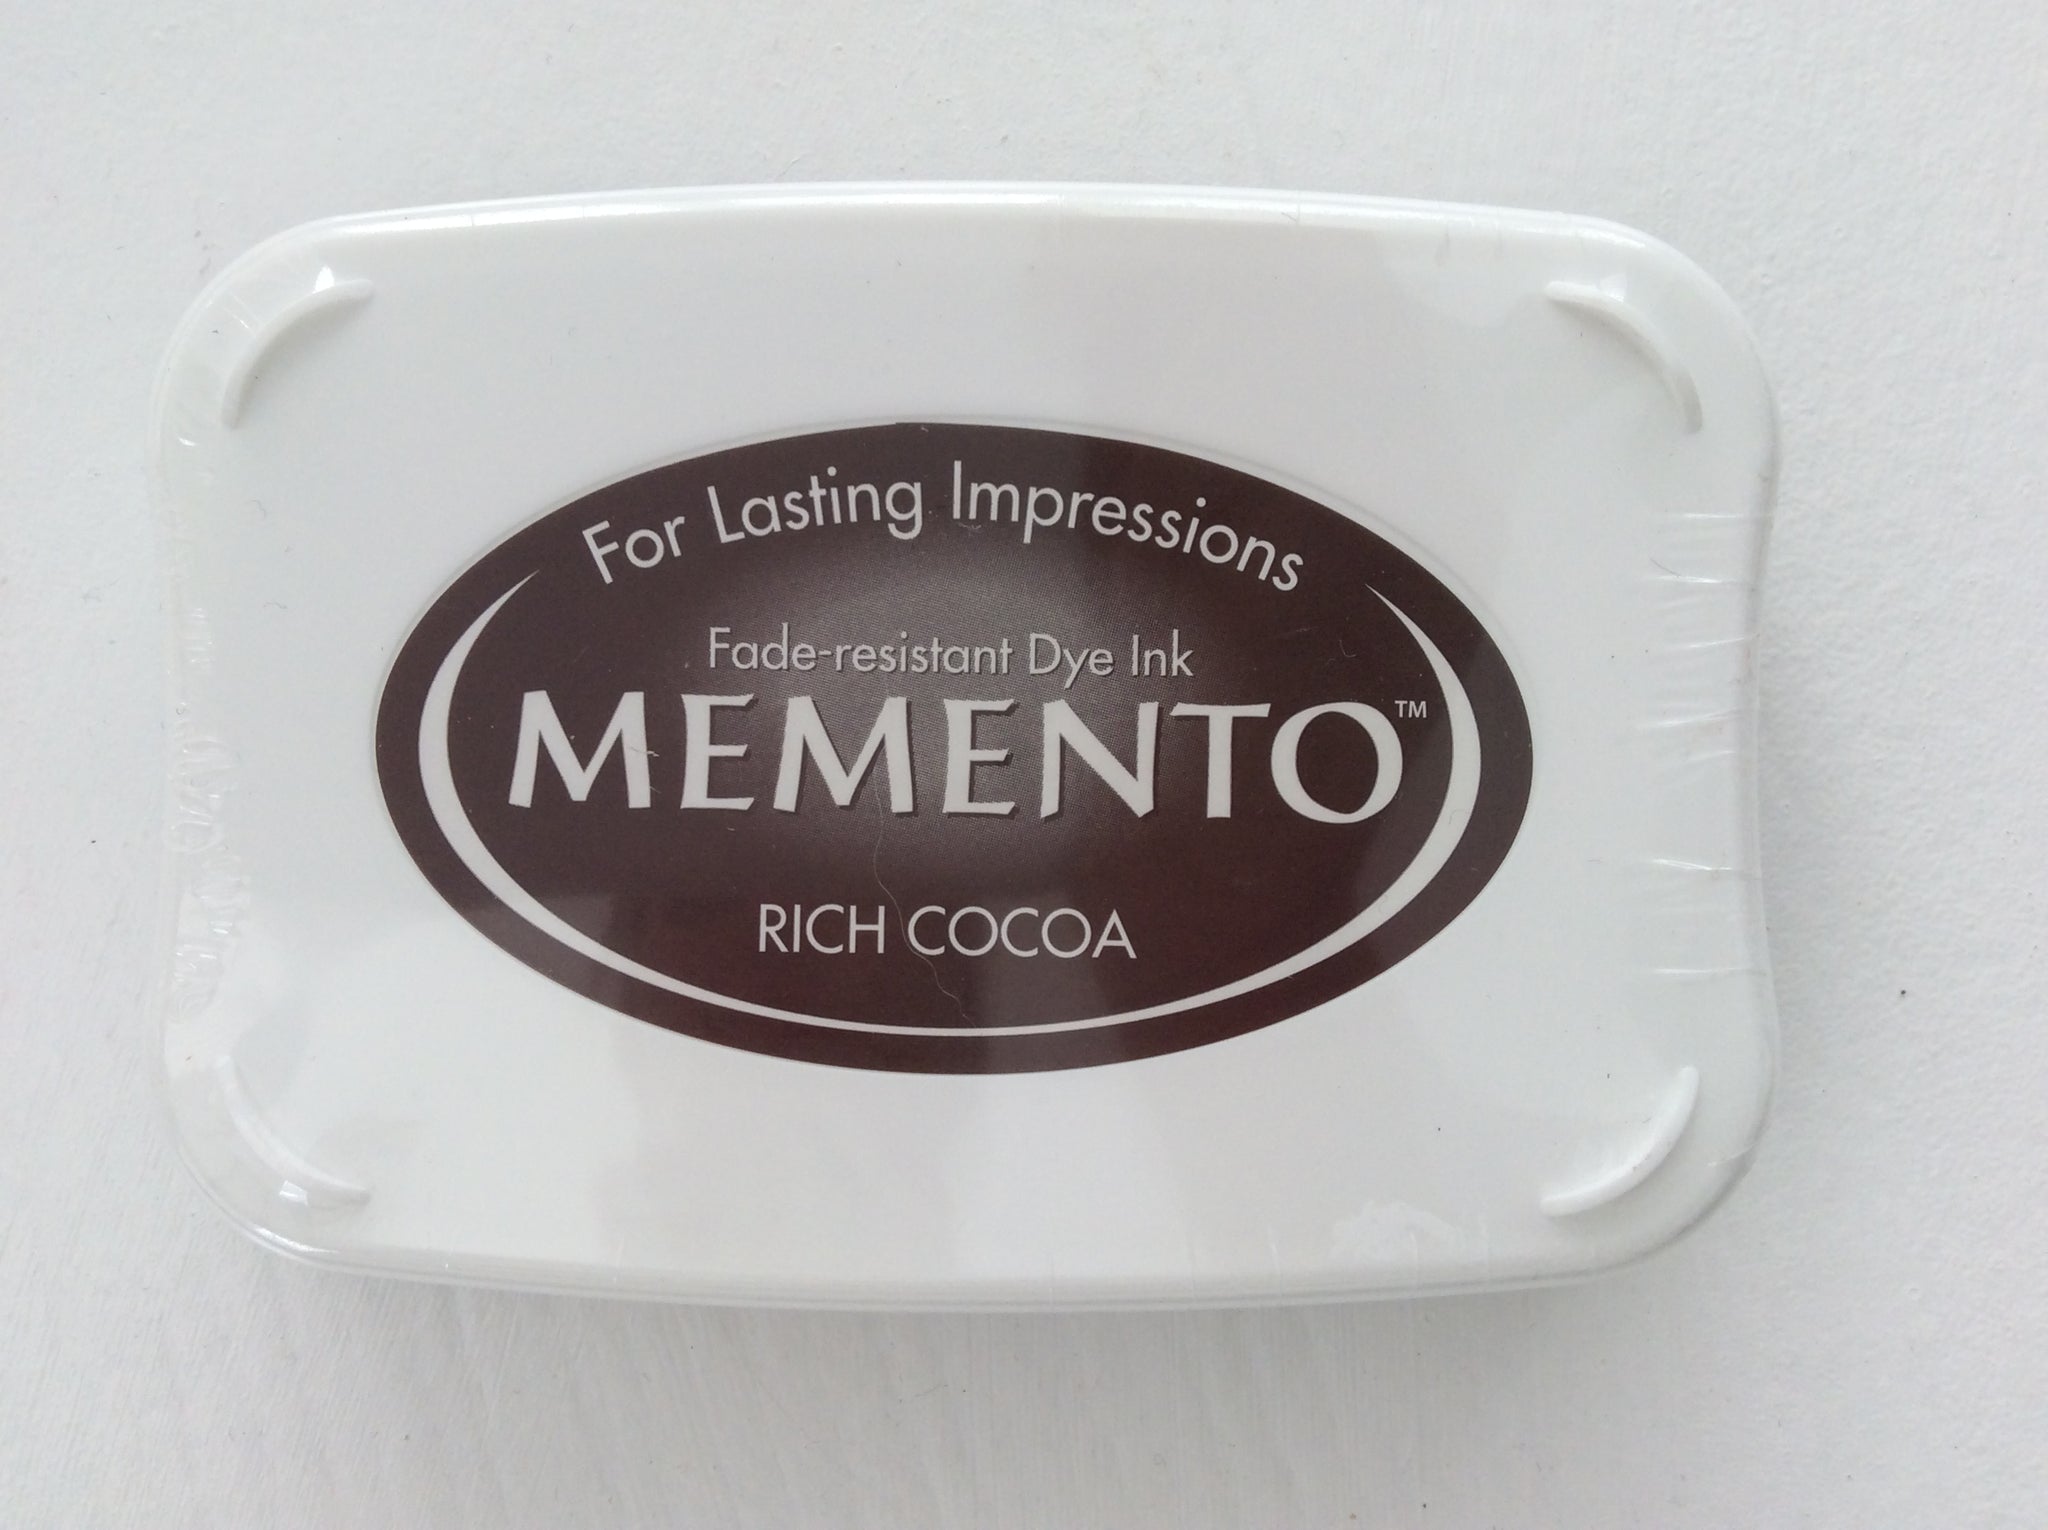 For Lasting Impressions
Fade-resistant Dye Ink
MEMENTO™
RICH COCOA